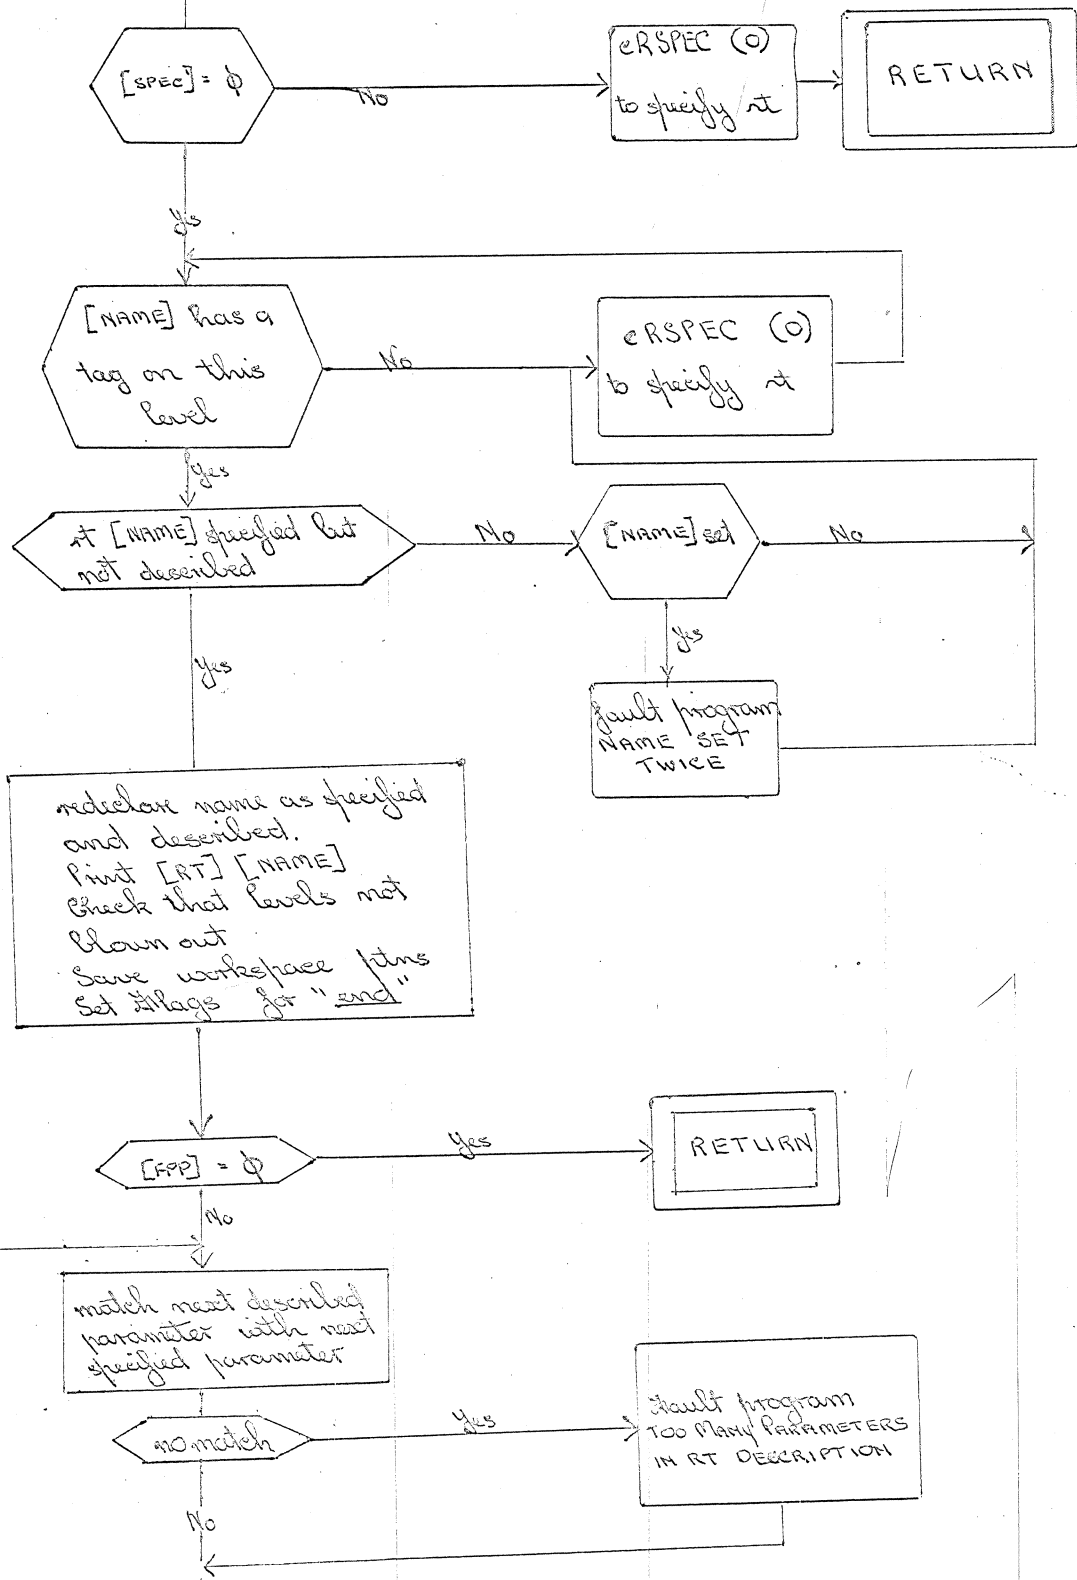 [SPEC] = ϕ
No
cRSPEC (0)
to specify rt
RETURN
Yes
[NAME] has a
tag on this
level
No
cRSPEC (0)
to specify rt
Yes
rt [NAME] specified but
not described
No
[NAME] set
No
Yes
Yes
Fault program
NAME SET
TWICE
redeclare name as specified
and described.
Print [RT] [NAME]
Check that levels not
blown out
Save workspace ptrs
Set Flags for "end"
[FPP] = ϕ
Yes
RETURN
No
match next described
parameter with next
specified parameter
no match
Yes
Fault program
TOO MANY PARAMETERS
IN RT DESCRIPTION
No